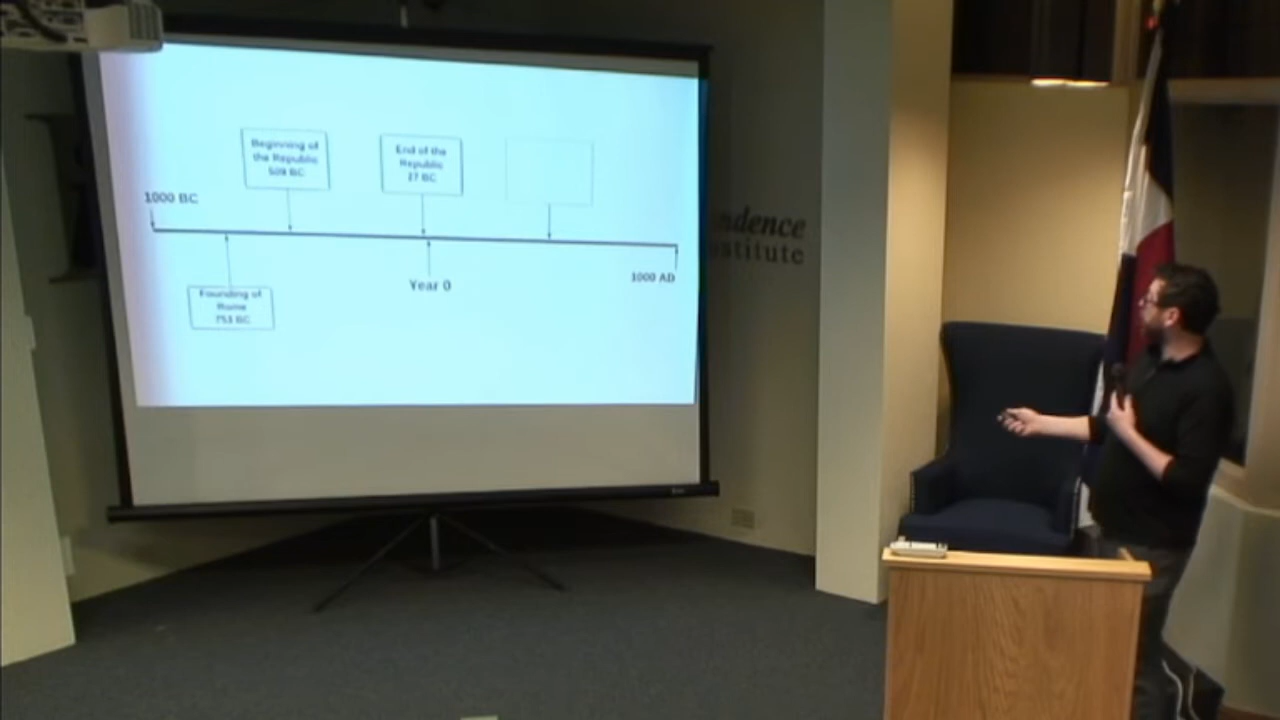 Beginning of
the Republic
509 BC
End of the
Republic
27 BC
1000 BC
Year 0
1000 AD
Founding of
Rome
753 BC
ndence
stitute